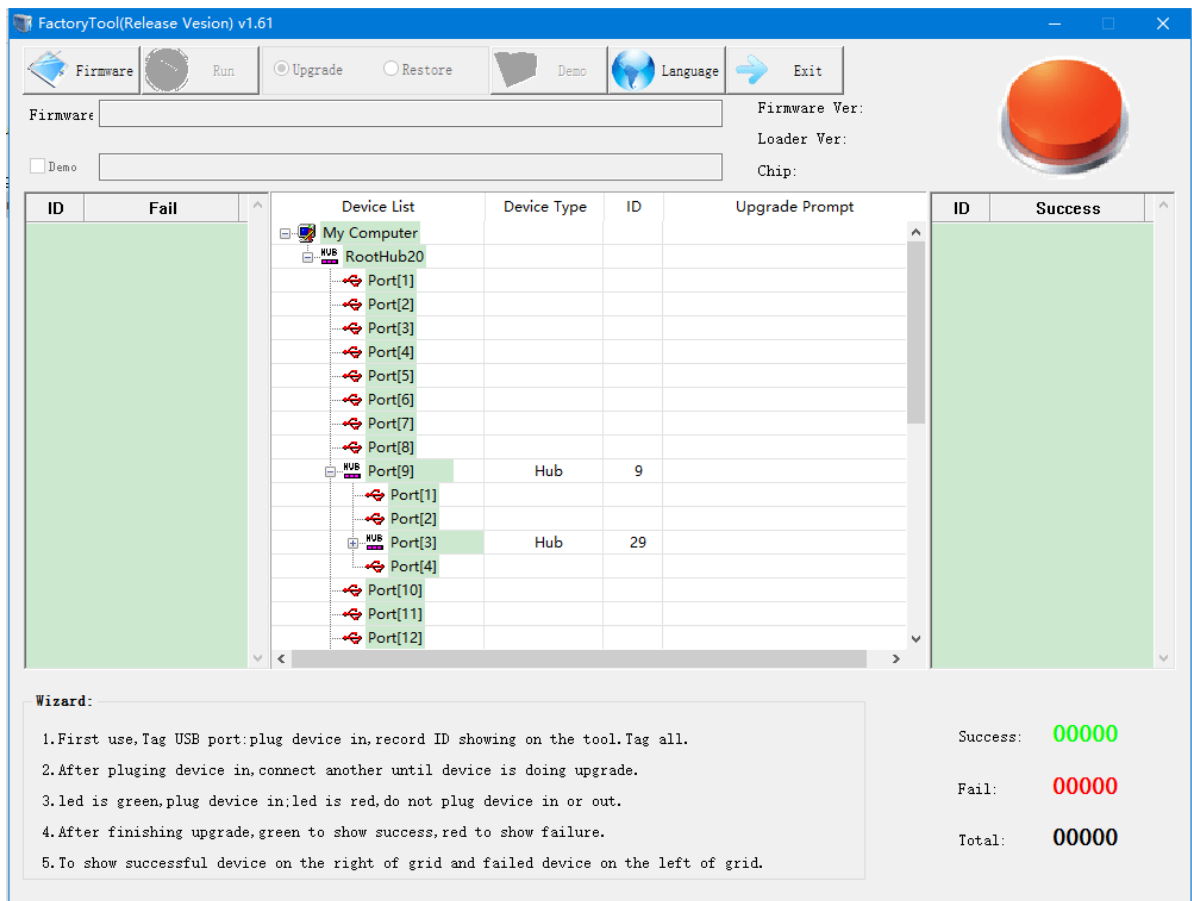 FactoryTool(Release Vesion) v1.61
Firmware Run Upgrade Restore Demo Language Exit
Firmware
Firmware Ver:
Loader Ver:
Demo
Chip:
ID Fail
Device List Device Type ID Upgrade Prompt
ID Success
My Computer
HUB RootHub20
Port[1]
Port[2]
Port[3]
Port[4]
Port[5]
Port[6]
Port[7]
Port[8]
HUB Port[9] Hub 9
Port[1]
Port[2]
HUB Port[3] Hub 29
Port[4]
Port[10]
Port[11]
Port[12]
Wizard:
1.First use,Tag USB port:plug device in,record ID showing on the tool.Tag all.
2.After pluging device in,connect another until device is doing upgrade.
3.led is green,plug device in;led is red,do not plug device in or out.
4.After finishing upgrade,green to show success,red to show failure.
5.To show successful device on the right of grid and failed device on the left of grid.
Success: 00000
Fail: 00000
Total: 00000